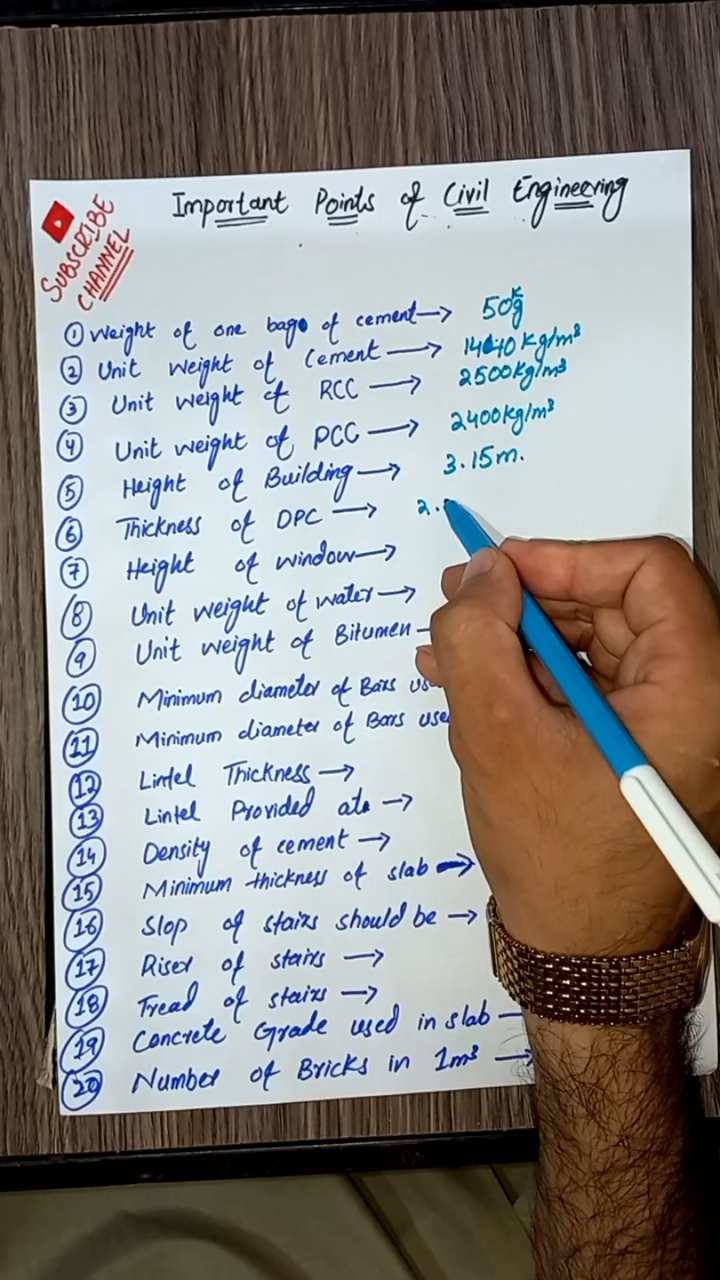 Important Points of Civil Engineering
SUBSCRIBE
CHANNEL
1 Weight of one bag of cement → 50kg
2 Unit Weight of Cement → 1440 Kg/m³
3 Unit weight of RCC → 2500Kg/m³
4 Unit weight of PCC → 2400kg/m³
5 Height of Building → 3.15m.
6 Thickness of DPC → 2.
7 Height of window →
8 Unit weight of water →
9 Unit weight of Bitumen
10 Minimum diameter of Bars us
11 Minimum diameter of Bars use
12 Lintel Thickness →
13 Lintel Provided at →
14 Density of cement →
15 Minimum thickness of slab →
16 Slop of stairs should be →
17 Riser of stairs →
18 Tread of stairs →
19 Concrete Grade used in slab
20 Number of Bricks in 1m³ →